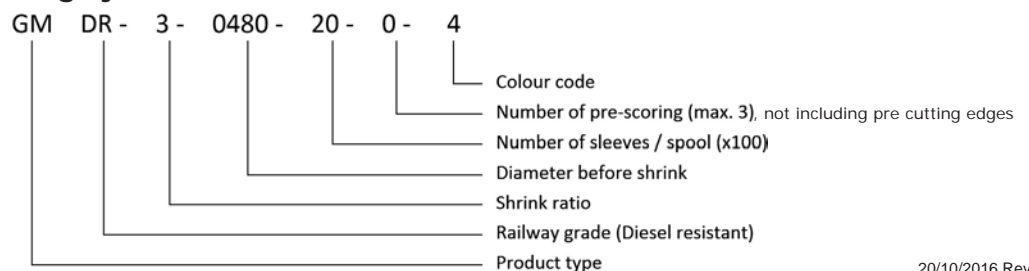 GM DR - 3 - 0480 - 20 - 0 - 4
Colour code
Number of pre-scoring (max. 3), not including pre cutting edges
Number of sleeves / spool (x100)
Diameter before shrink
Shrink ratio
Railway grade (Diesel resistant)
Product type
20/10/2016 Rev